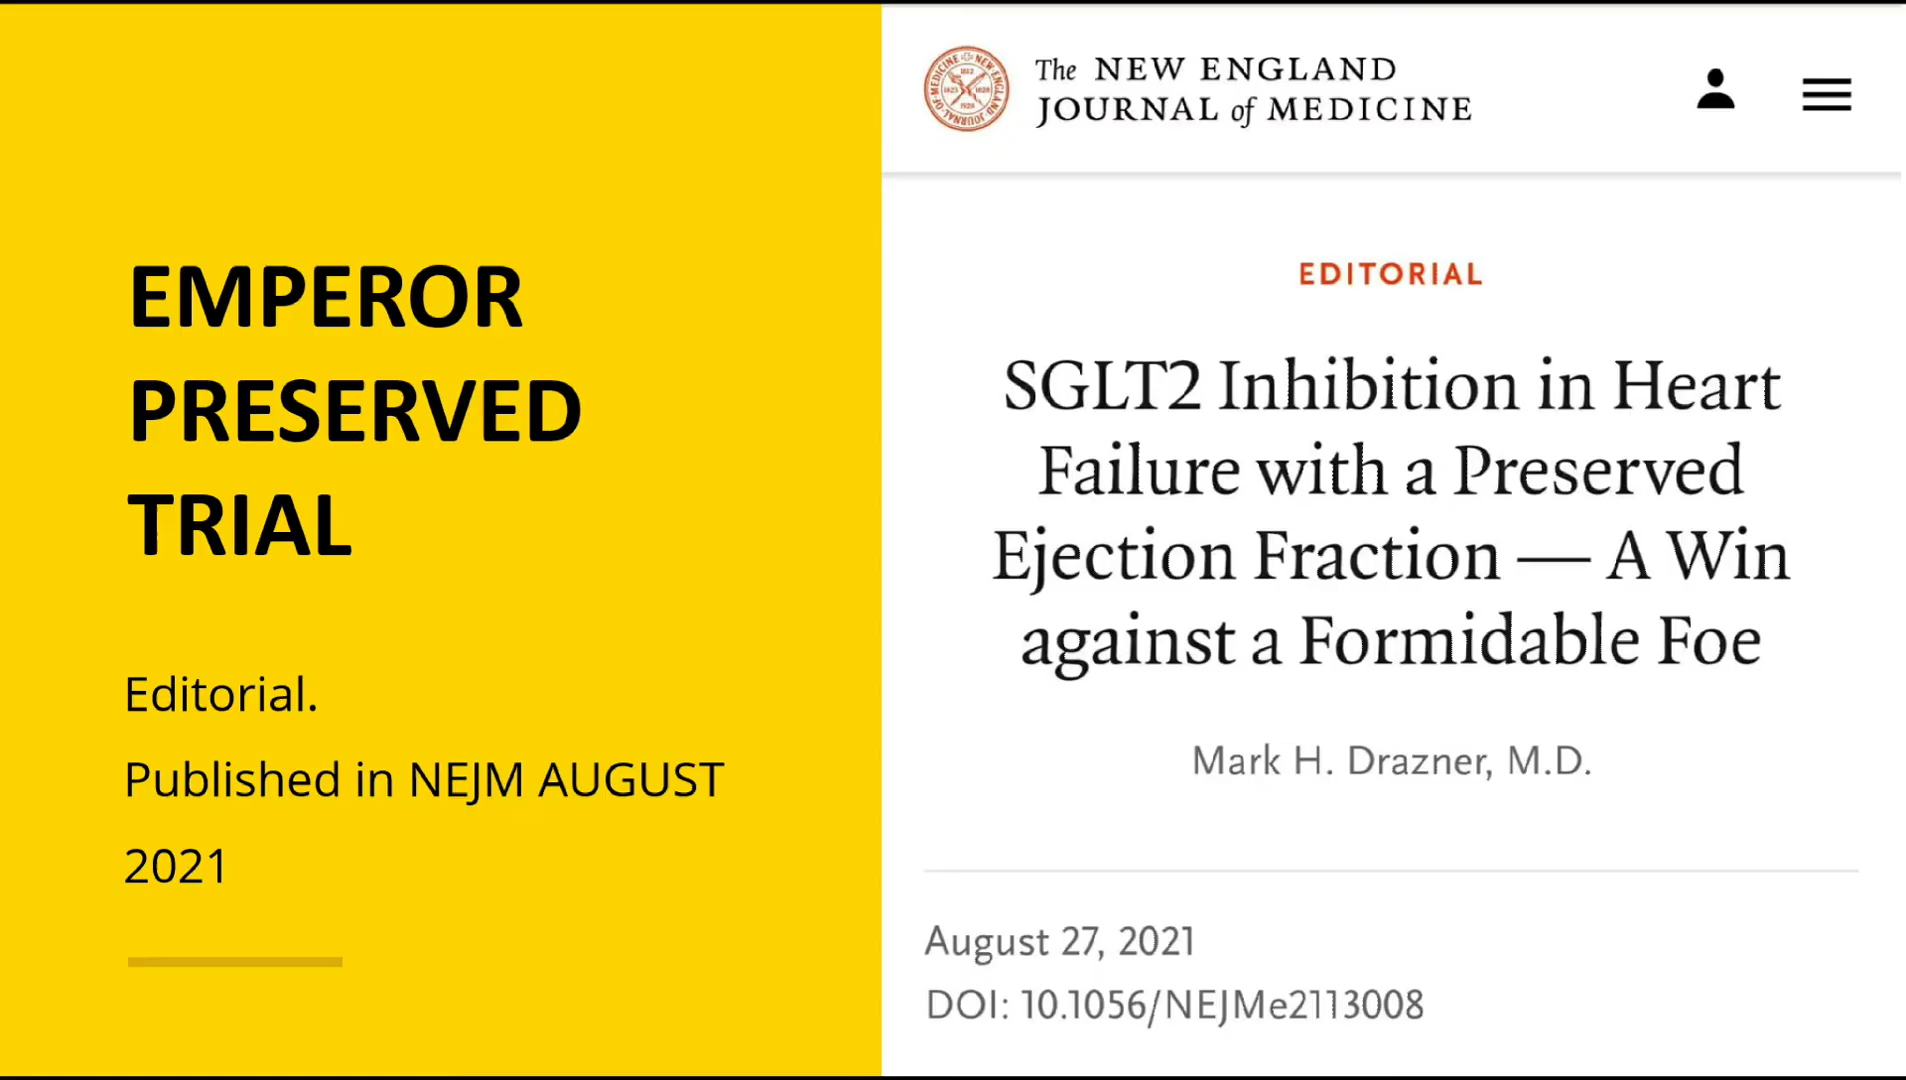 EMPEROR
PRESERVED
TRIAL
Editorial.
Published in NEJM AUGUST
2021
The NEW ENGLAND
JOURNAL of MEDICINE
EDITORIAL
SGLT2 Inhibition in Heart
Failure with a Preserved
Ejection Fraction — A Win
against a Formidable Foe
Mark H. Drazner, M.D.
August 27, 2021
DOI: 10.1056/NEJMe2113008